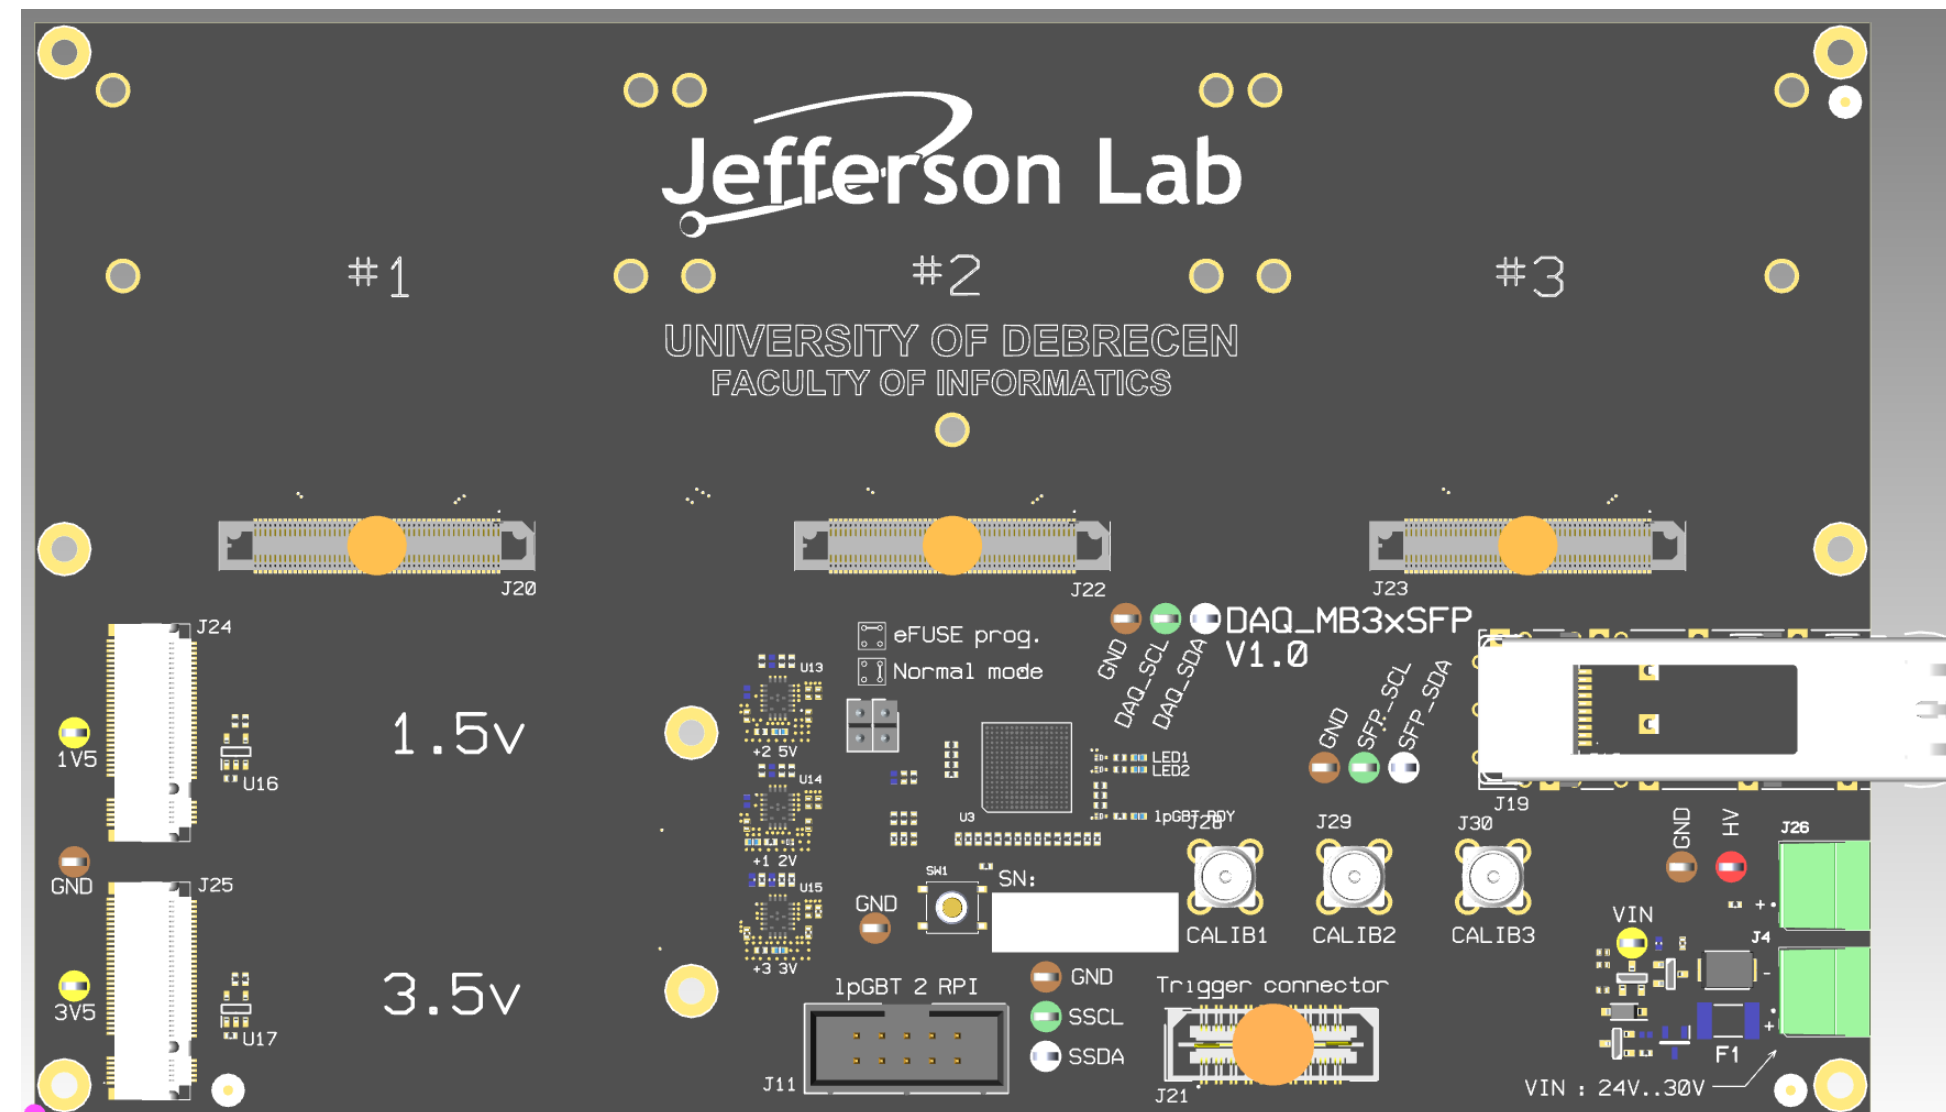 Jefferson Lab
#1
#2
#3
UNIVERSITY OF DEBRECEN
FACULTY OF INFORMATICS
J20
J22
J23
J24
eFUSE prog.
Normal mode
GND
DAQ_SCL
DAQ_SDA
DAQ_MB3xSFP
V1.0
GND
SFP_SCL
SFP_SDA
U13
+2 5V
1.5v
1V5
U16
U14
+1 2V
U3
LED1
LED2
lpGBT RDY
J19
J28
J29
J30
GND
HV
J26
GND
J25
U15
+3 3V
GND
SW1
SN:
CALIB1
CALIB2
CALIB3
VIN
+
J4
-
+
3.5v
3V5
U17
lpGBT 2 RPI
J11
GND
SSCL
SSDA
Trigger connector
J21
F1
VIN : 24V..30V